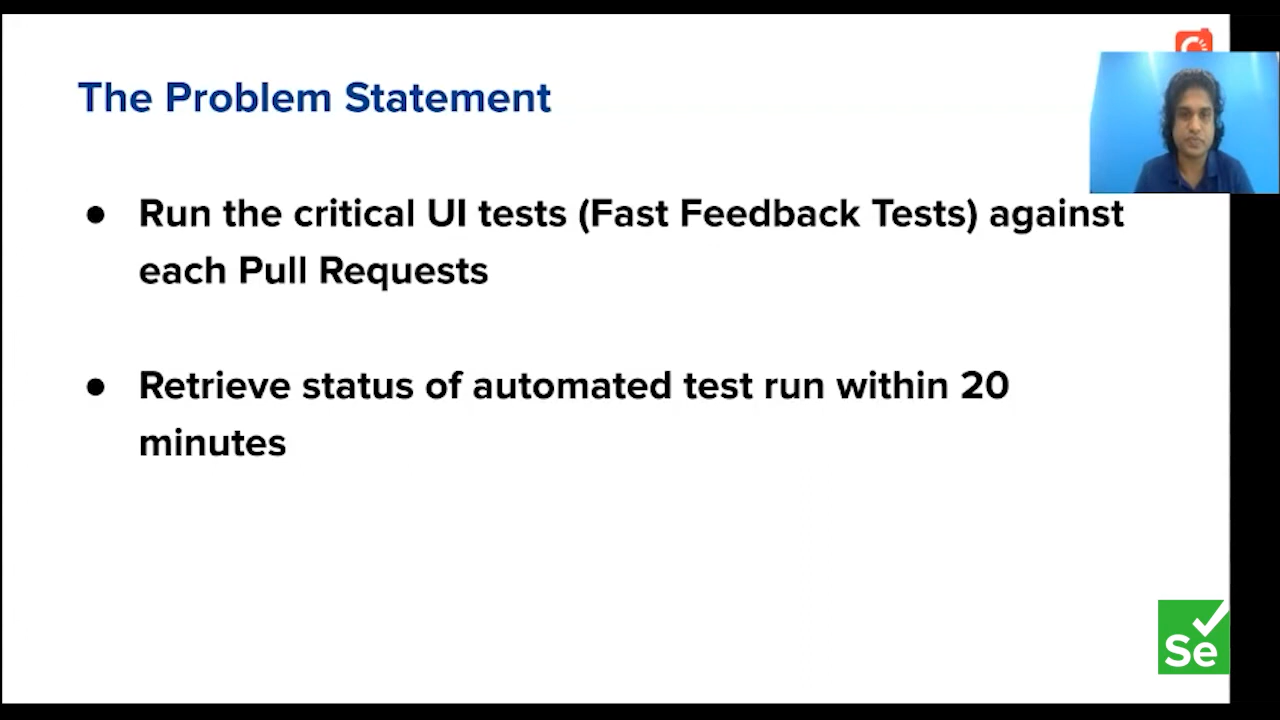 The Problem Statement
● Run the critical UI tests (Fast Feedback Tests) against
each Pull Requests
● Retrieve status of automated test run within 20
minutes
Se